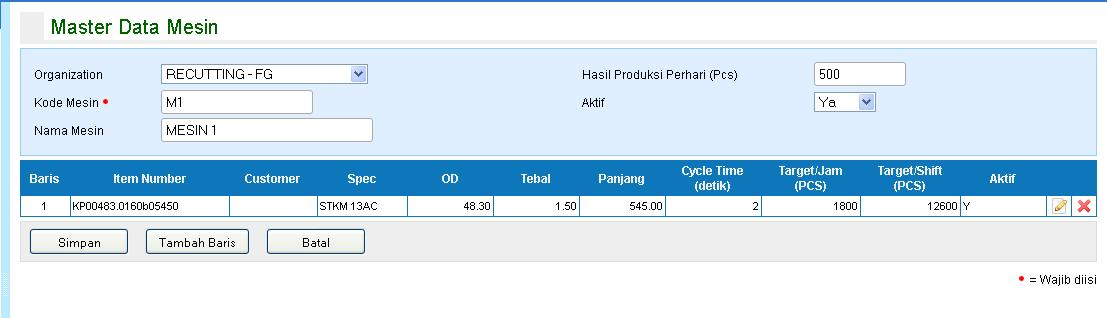 Master Data Mesin
Organization RECUTTING - FG Hasil Produksi Perhari (Pcs) 500
Kode Mesin • M1 Aktif Ya
Nama Mesin MESIN 1
Baris Item Number Customer Spec OD Tebal Panjang Cycle Time (detik) Target/Jam (PCS) Target/Shift (PCS) Aktif
1 KP00483.0160b05450 STKM 13AC 48.30 1.50 545.00 2 1800 12600 Y
Simpan Tambah Baris Batal
• = Wajib diisi